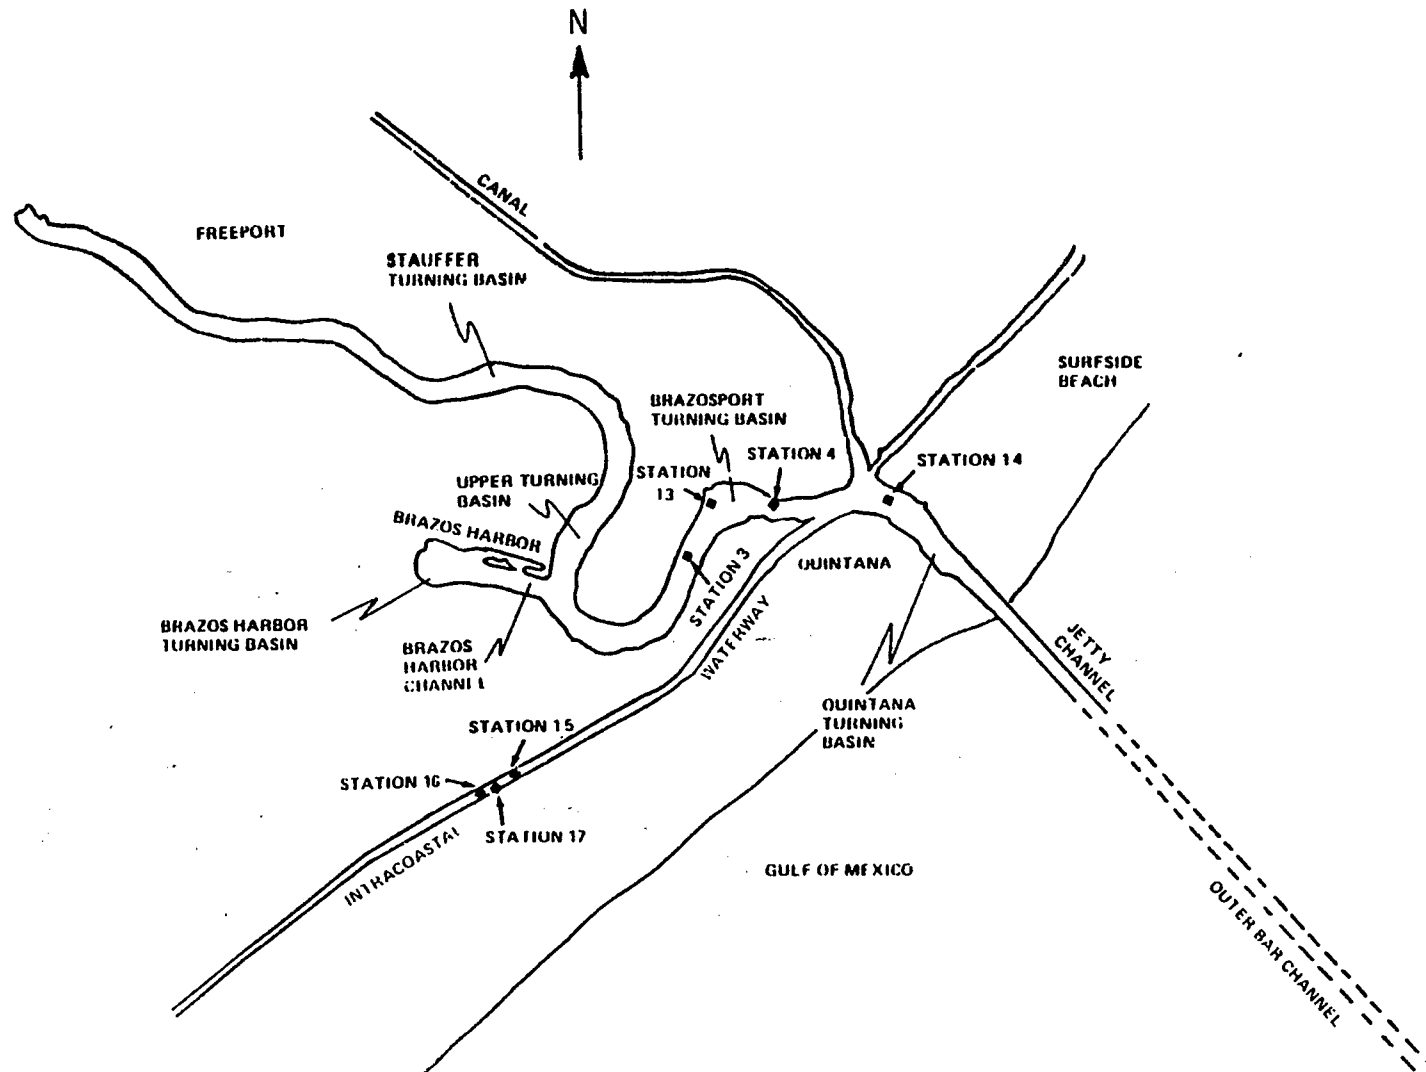 N
CANAL
FREEPORT
STAUFFER
TURNING BASIN
SURFSIDE
BEACH
BRAZOSPORT
TURNING BASIN
STATION 4
STATION 14
STATION
13
UPPER TURNING
BASIN
BRAZOS HARBOR
STATION 3
QUINTANA
BRAZOS HARBOR
TURNING BASIN
BRAZOS
HARBOR
CHANNEL
WATERWAY
JETTY
CHANNEL
QUINTANA
TURNING
BASIN
STATION 15
STATION 16
STATION 17
INTRACOASTAL
GULF OF MEXICO
OUTER BAR CHANNEL